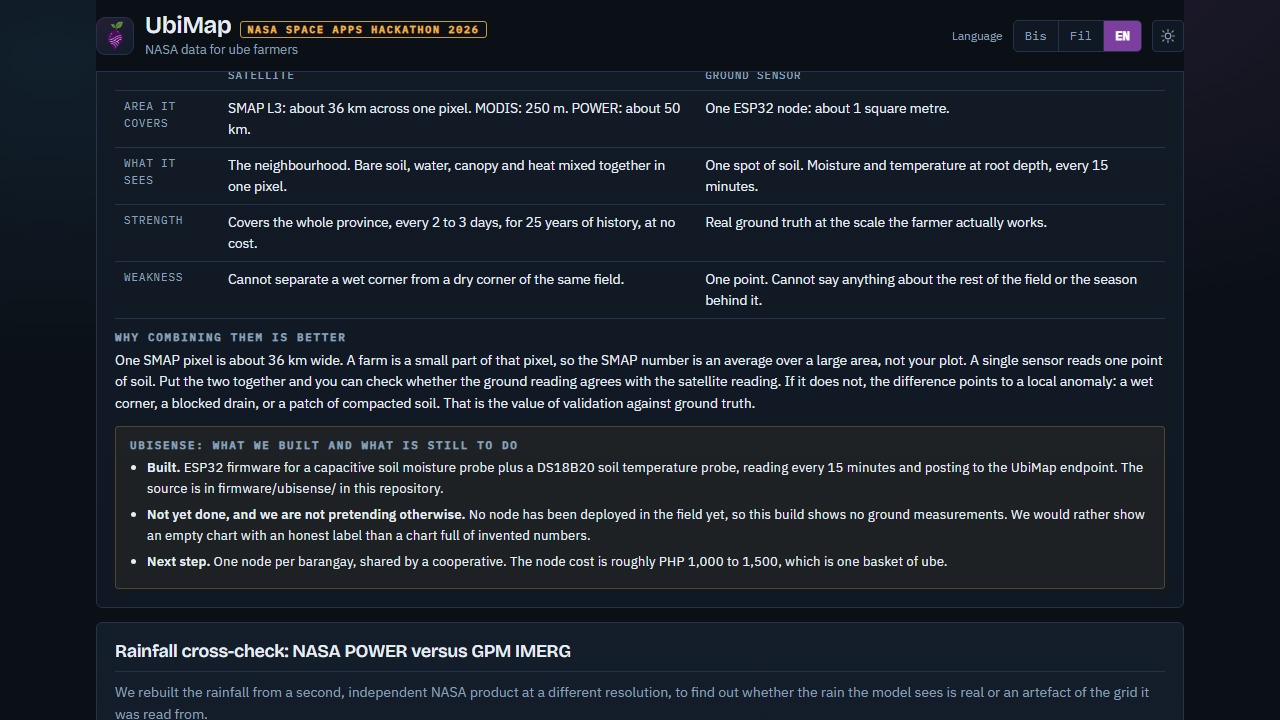 UbiMap NASA SPACE APPS HACKATHON 2026
NASA data for ube farmers
Language Bis Fil EN
SATELLITE GROUND SENSOR
AREA IT COVERS
SMAP L3: about 36 km across one pixel. MODIS: 250 m. POWER: about 50
km.
One ESP32 node: about 1 square metre.
WHAT IT SEES
The neighbourhood. Bare soil, water, canopy and heat mixed together in
one pixel.
One spot of soil. Moisture and temperature at root depth, every 15
minutes.
STRENGTH
Covers the whole province, every 2 to 3 days, for 25 years of history, at no
cost.
Real ground truth at the scale the farmer actually works.
WEAKNESS
Cannot separate a wet corner from a dry corner of the same field.
One point. Cannot say anything about the rest of the field or the season
behind it.
WHY COMBINING THEM IS BETTER
One SMAP pixel is about 36 km wide. A farm is a small part of that pixel, so the SMAP number is an average over a large area, not your plot. A single sensor reads one point
of soil. Put the two together and you can check whether the ground reading agrees with the satellite reading. If it does not, the difference points to a local anomaly: a wet
corner, a blocked drain, or a patch of compacted soil. That is the value of validation against ground truth.
UBISENSE: WHAT WE BUILT AND WHAT IS STILL TO DO
• Built. ESP32 firmware for a capacitive soil moisture probe plus a DS18B20 soil temperature probe, reading every 15 minutes and posting to the UbiMap endpoint. The
source is in firmware/ubisense/ in this repository.
• Not yet done, and we are not pretending otherwise. No node has been deployed in the field yet, so this build shows no ground measurements. We would rather show
an empty chart with an honest label than a chart full of invented numbers.
• Next step. One node per barangay, shared by a cooperative. The node cost is roughly PHP 1,000 to 1,500, which is one basket of ube.
Rainfall cross-check: NASA POWER versus GPM IMERG
We rebuilt the rainfall from a second, independent NASA product at a different resolution, to find out whether the rain the model sees is real or an artefact of the grid it
was read from.